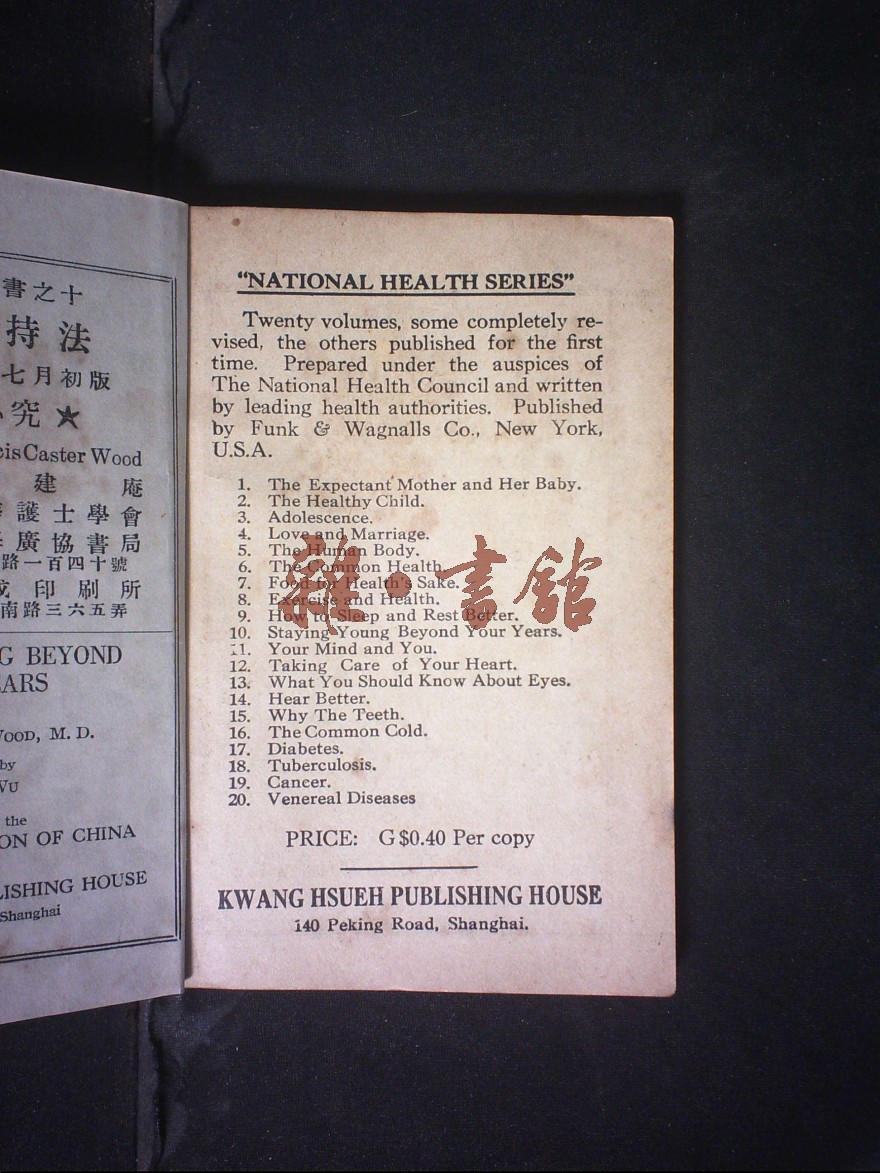 書之十
持法
七月初版
究★
cis Caster Wood
建庵
護士學會
廣協書局
路一百四十號
印刷所
南路三六五弄
G BEYOND
EARS
WOOD, M. D.
by
WU
the
ON OF CHINA
LISHING HOUSE
Shanghai
"NATIONAL HEALTH SERIES"
Twenty volumes, some completely re-
vised, the others published for the first
time. Prepared under the auspices of
The National Health Council and written
by leading health authorities. Published
by Funk & Wagnalls Co., New York,
U.S.A.
1. The Expectant Mother and Her Baby.
2. The Healthy Child.
3. Adolescence.
4. Love and Marriage.
5. The Human Body.
6. The Common Health.
7. Food for Health's Sake.
8. Exercise and Health.
9. How to Sleep and Rest Better.
10. Staying Young Beyond Your Years.
11. Your Mind and You.
12. Taking Care of Your Heart.
13. What You Should Know About Eyes.
14. Hear Better.
15. Why The Teeth.
16. The Common Cold.
17. Diabetes.
18. Tuberculosis.
19. Cancer.
20. Venereal Diseases
PRICE: G$0.40 Per copy
KWANG HSUEH PUBLISHING HOUSE
140 Peking Road, Shanghai.
雜·書館